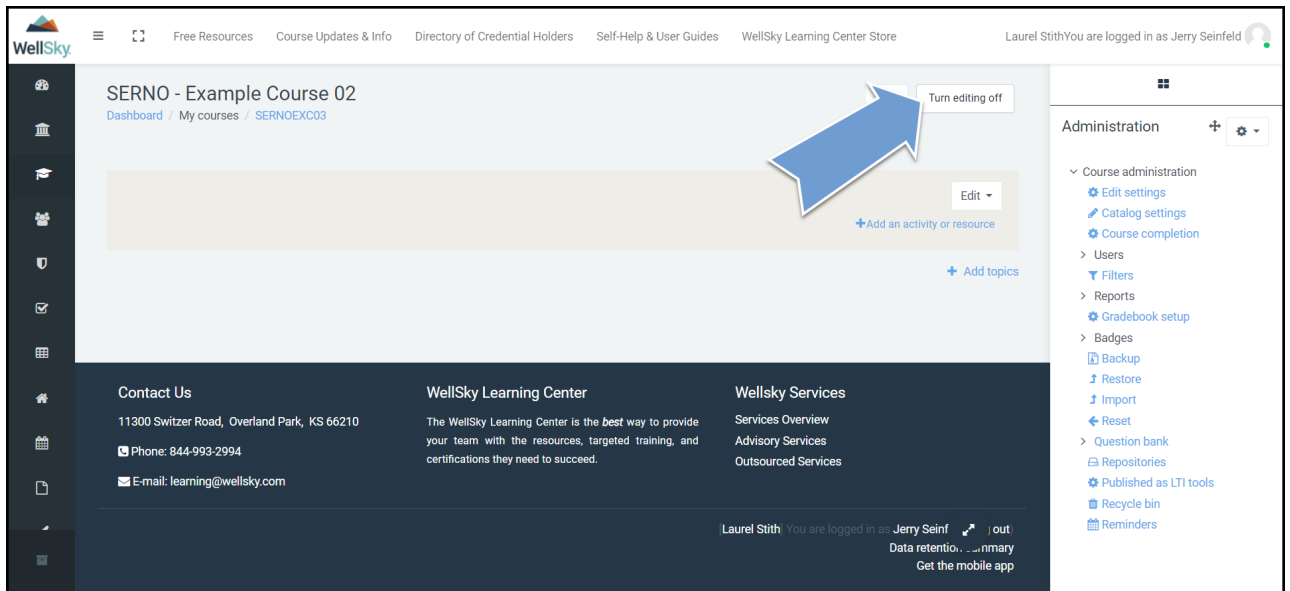 WellSky
Free Resources
Course Updates & Info
Directory of Credential Holders
Self-Help & User Guides
WellSky Learning Center Store
Laurel StithYou are logged in as Jerry Seinfeld
SERNO - Example Course 02
Dashboard / My courses / SERNOEXC03
Turn editing off
Edit
Add an activity or resource
Add topics
Administration
Course administration
Edit settings
Catalog settings
Course completion
Users
Filters
Reports
Gradebook setup
Badges
Backup
Restore
Import
Reset
Question bank
Repositories
Published as LTI tools
Recycle bin
Reminders
Contact Us
11300 Switzer Road, Overland Park, KS 66210
Phone: 844-993-2994
E-mail: learning@wellsky.com
WellSky Learning Center
The WellSky Learning Center is the best way to provide
your team with the resources, targeted training, and
certifications they need to succeed.
Wellsky Services
Services Overview
Advisory Services
Outsourced Services
[Laurel Stith] You are logged in as Jerry Seinf out)
Data retention summary
Get the mobile app